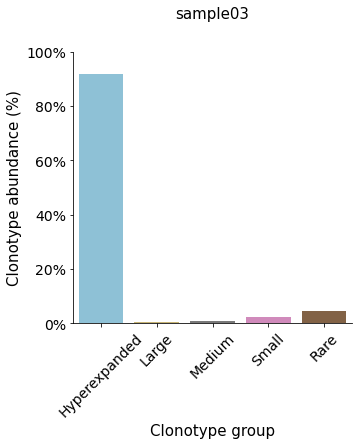 sample03
Clonotype abundance (%)
100%
80%
60%
40%
20%
0%
Hyperexpanded
Large
Medium
Small
Rare
Clonotype group